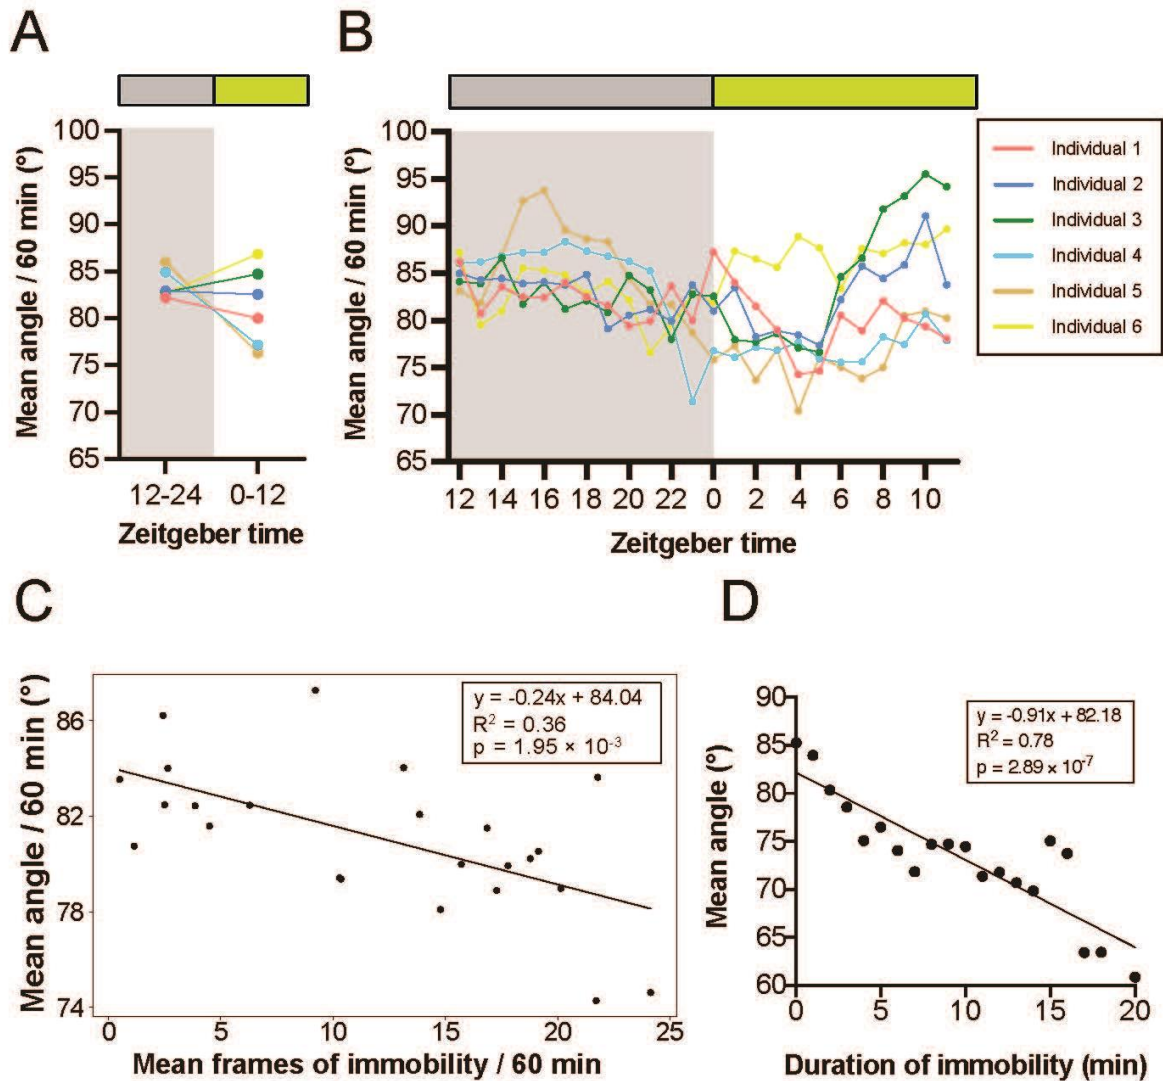 A
B
100
95
90
85
80
75
70
65
Mean angle / 60 min (°)
12-24 0-12
Zeitgeber time
100
95
90
85
80
75
70
65
Mean angle / 60 min (°)
12 14 16 18 20 22 0 2 4 6 8 10
Zeitgeber time
Individual 1
Individual 2
Individual 3
Individual 4
Individual 5
Individual 6
C
D
86
82
78
74
Mean angle / 60 min (°)
y = -0.24x + 84.04
R² = 0.36
p = 1.95 × 10⁻³
0 5 10 15 20 25
Mean frames of immobility / 60 min
90
85
80
75
70
65
60
Mean angle (°)
y = -0.91x + 82.18
R² = 0.78
p = 2.89 × 10⁻⁷
0 5 10 15 20
Duration of immobility (min)